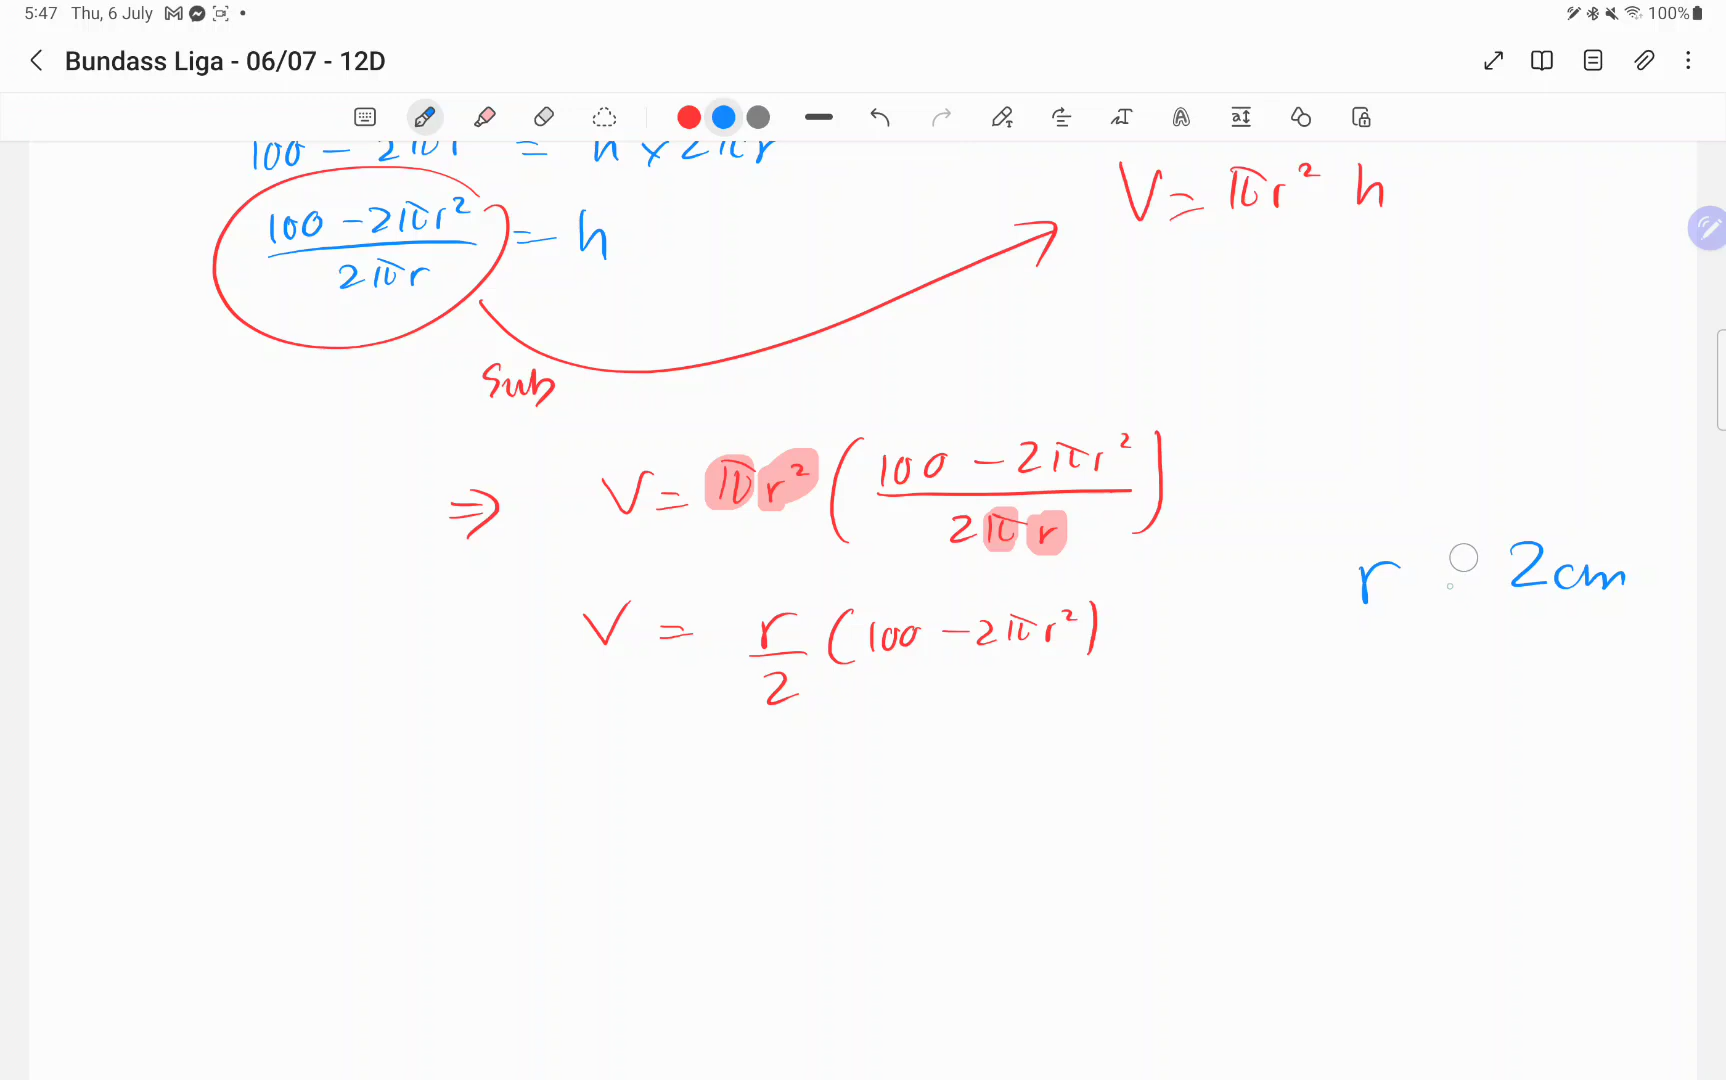 5:47 Thu, 6 July 100%
Bundass Liga - 06/07 - 12D
100 - 2πr = h x 2πr
V = πr² h
100 - 2πr²
2πr
= h
Sub
⇒ V = πr² ( 100 - 2πr²
2πr )
r 2cm
V = r
2
(100 - 2πr²)